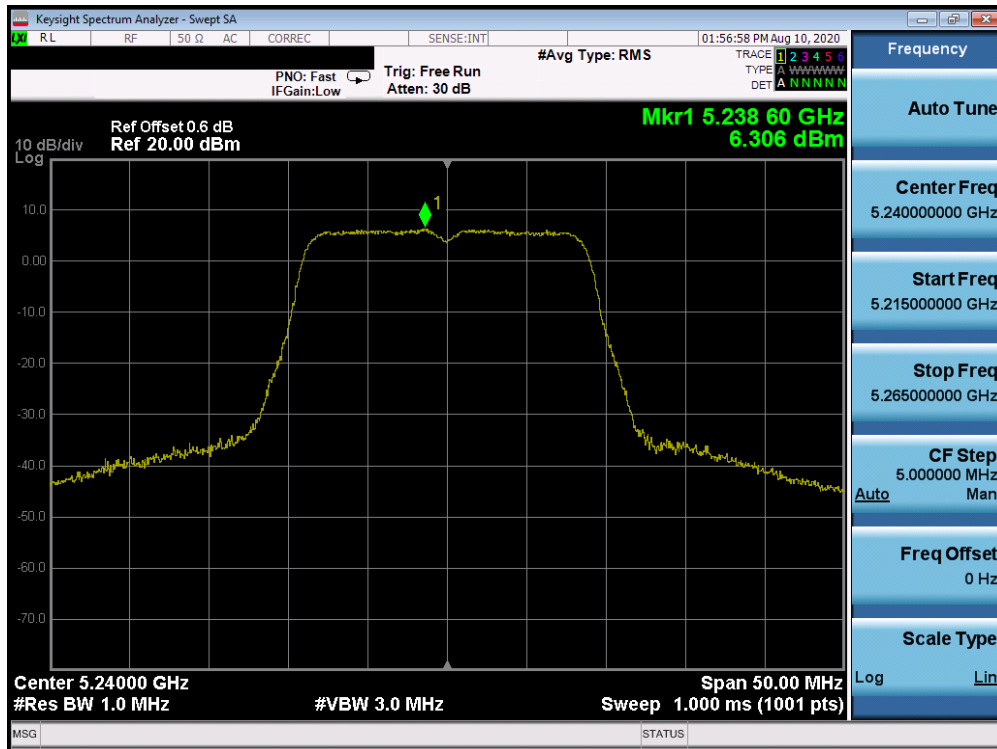 Keysight Spectrum Analyzer - Swept SA
LXI RL RF 50 Ω AC CORREC SENSE:INT 01:56:58 PM Aug 10, 2020
#Avg Type: RMS TRACE 1 2 3 4 5 6
PNO: Fast Trig: Free Run TYPE A WWWWW
IFGain:Low Atten: 30 dB DET A N N N N N
Mkr1 5.238 60 GHz
6.306 dBm
Ref Offset 0.6 dB
10 dB/div Ref 20.00 dBm
Log
1
10.0
0.00
-10.0
-20.0
-30.0
-40.0
-50.0
-60.0
-70.0
Center 5.24000 GHz Span 50.00 MHz
#Res BW 1.0 MHz #VBW 3.0 MHz Sweep 1.000 ms (1001 pts)
MSG STATUS
Frequency
Auto Tune
Center Freq
5.240000000 GHz
Start Freq
5.215000000 GHz
Stop Freq
5.265000000 GHz
CF Step
5.000000 MHz
Auto Man
Freq Offset
0 Hz
Scale Type
Log Lin